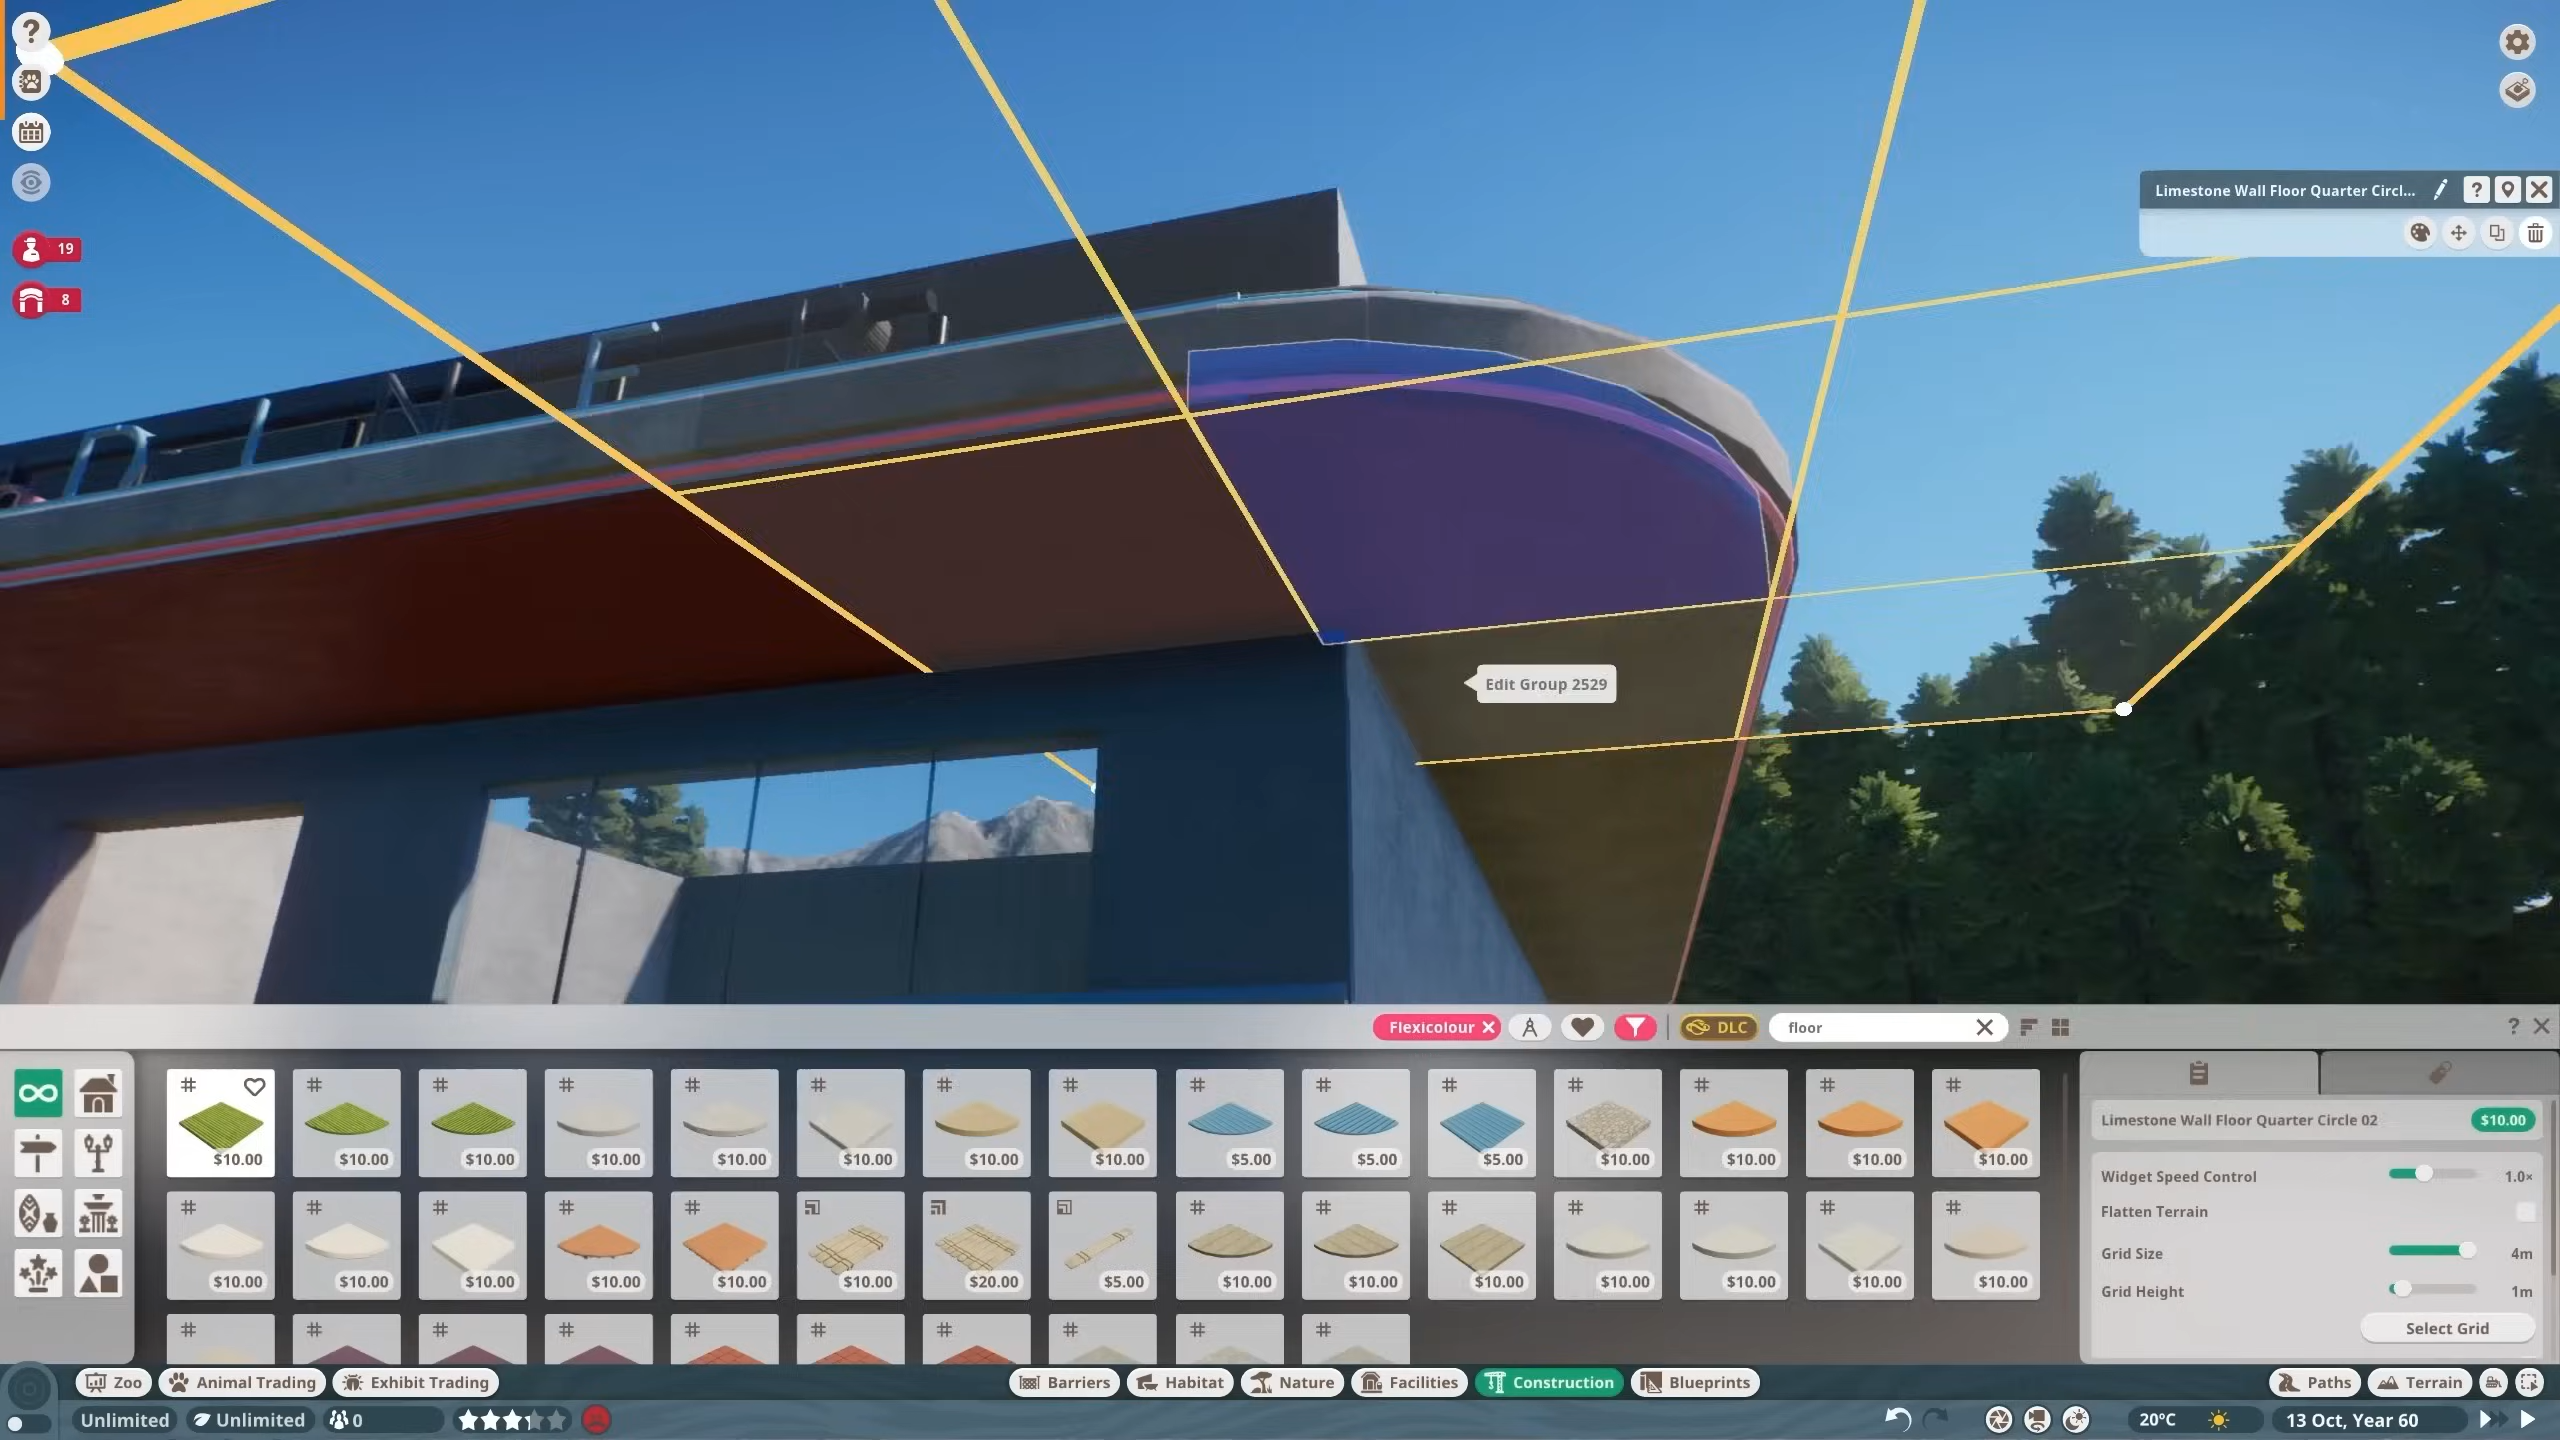 ?
19
8
Limestone Wall Floor Quarter Circl... ?
Edit Group 2529
Flexicolour DLC floor ?
$10.00 $10.00 $10.00 $10.00 $10.00 $10.00 $10.00 $10.00 $5.00 $5.00 $5.00 $10.00 $10.00 $10.00 $10.00
$10.00 $10.00 $10.00 $10.00 $10.00 $10.00 $20.00 $5.00 $10.00 $10.00 $10.00 $10.00 $10.00 $10.00 $10.00
Limestone Wall Floor Quarter Circle 02 $10.00
Widget Speed Control 1.0×
Flatten Terrain
Grid Size 4m
Grid Height 1m
Select Grid
Zoo Animal Trading Exhibit Trading Barriers Habitat Nature Facilities Construction Blueprints Paths Terrain
Unlimited Unlimited 0 20°C 13 Oct, Year 60